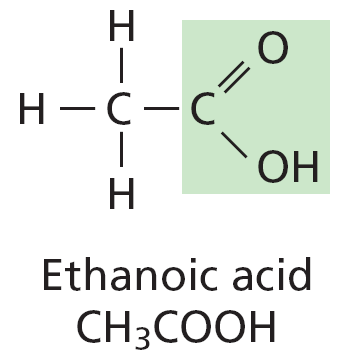 H
O
H — C — C
OH
H
Ethanoic acid
CH₃COOH